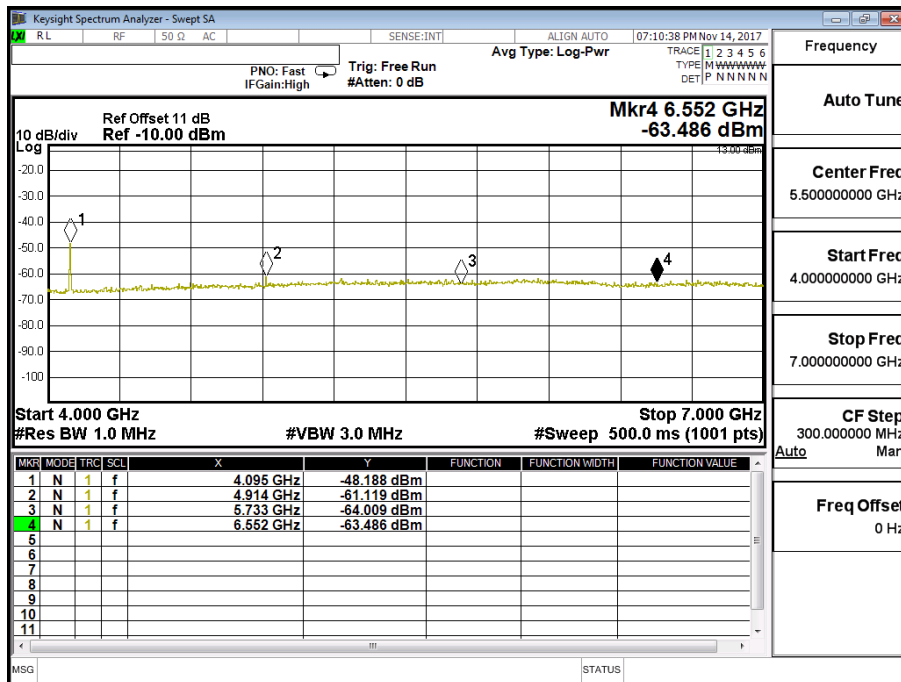 Keysight Spectrum Analyzer - Swept SA
LXI RL RF 50 Ω AC SENSE:INT ALIGN AUTO 07:10:38 PM Nov 14, 2017
PNO: Fast
IFGain:High
Trig: Free Run
#Atten: 0 dB
Avg Type: Log-Pwr
TRACE 1 2 3 4 5 6
TYPE M WWWWW
DET P N N N N N
Mkr4 6.552 GHz
-63.486 dBm
Ref Offset 11 dB
10 dB/div Ref -10.00 dBm
Log
13.00 dBm
-20.0
-30.0
-40.0
-50.0
-60.0
-70.0
-80.0
-90.0
-100
1
2
3
4
Start 4.000 GHz Stop 7.000 GHz
#Res BW 1.0 MHz #VBW 3.0 MHz #Sweep 500.0 ms (1001 pts)
MKR MODE TRC SCL X Y FUNCTION FUNCTION WIDTH FUNCTION VALUE
1 N 1 f 4.095 GHz -48.188 dBm
2 N 1 f 4.914 GHz -61.119 dBm
3 N 1 f 5.733 GHz -64.009 dBm
4 N 1 f 6.552 GHz -63.486 dBm
5
6
7
8
9
10
11
MSG STATUS
Frequency
Auto Tune
Center Freq
5.500000000 GHz
Start Freq
4.000000000 GHz
Stop Freq
7.000000000 GHz
CF Step
300.000000 MHz
Auto Man
Freq Offset
0 Hz